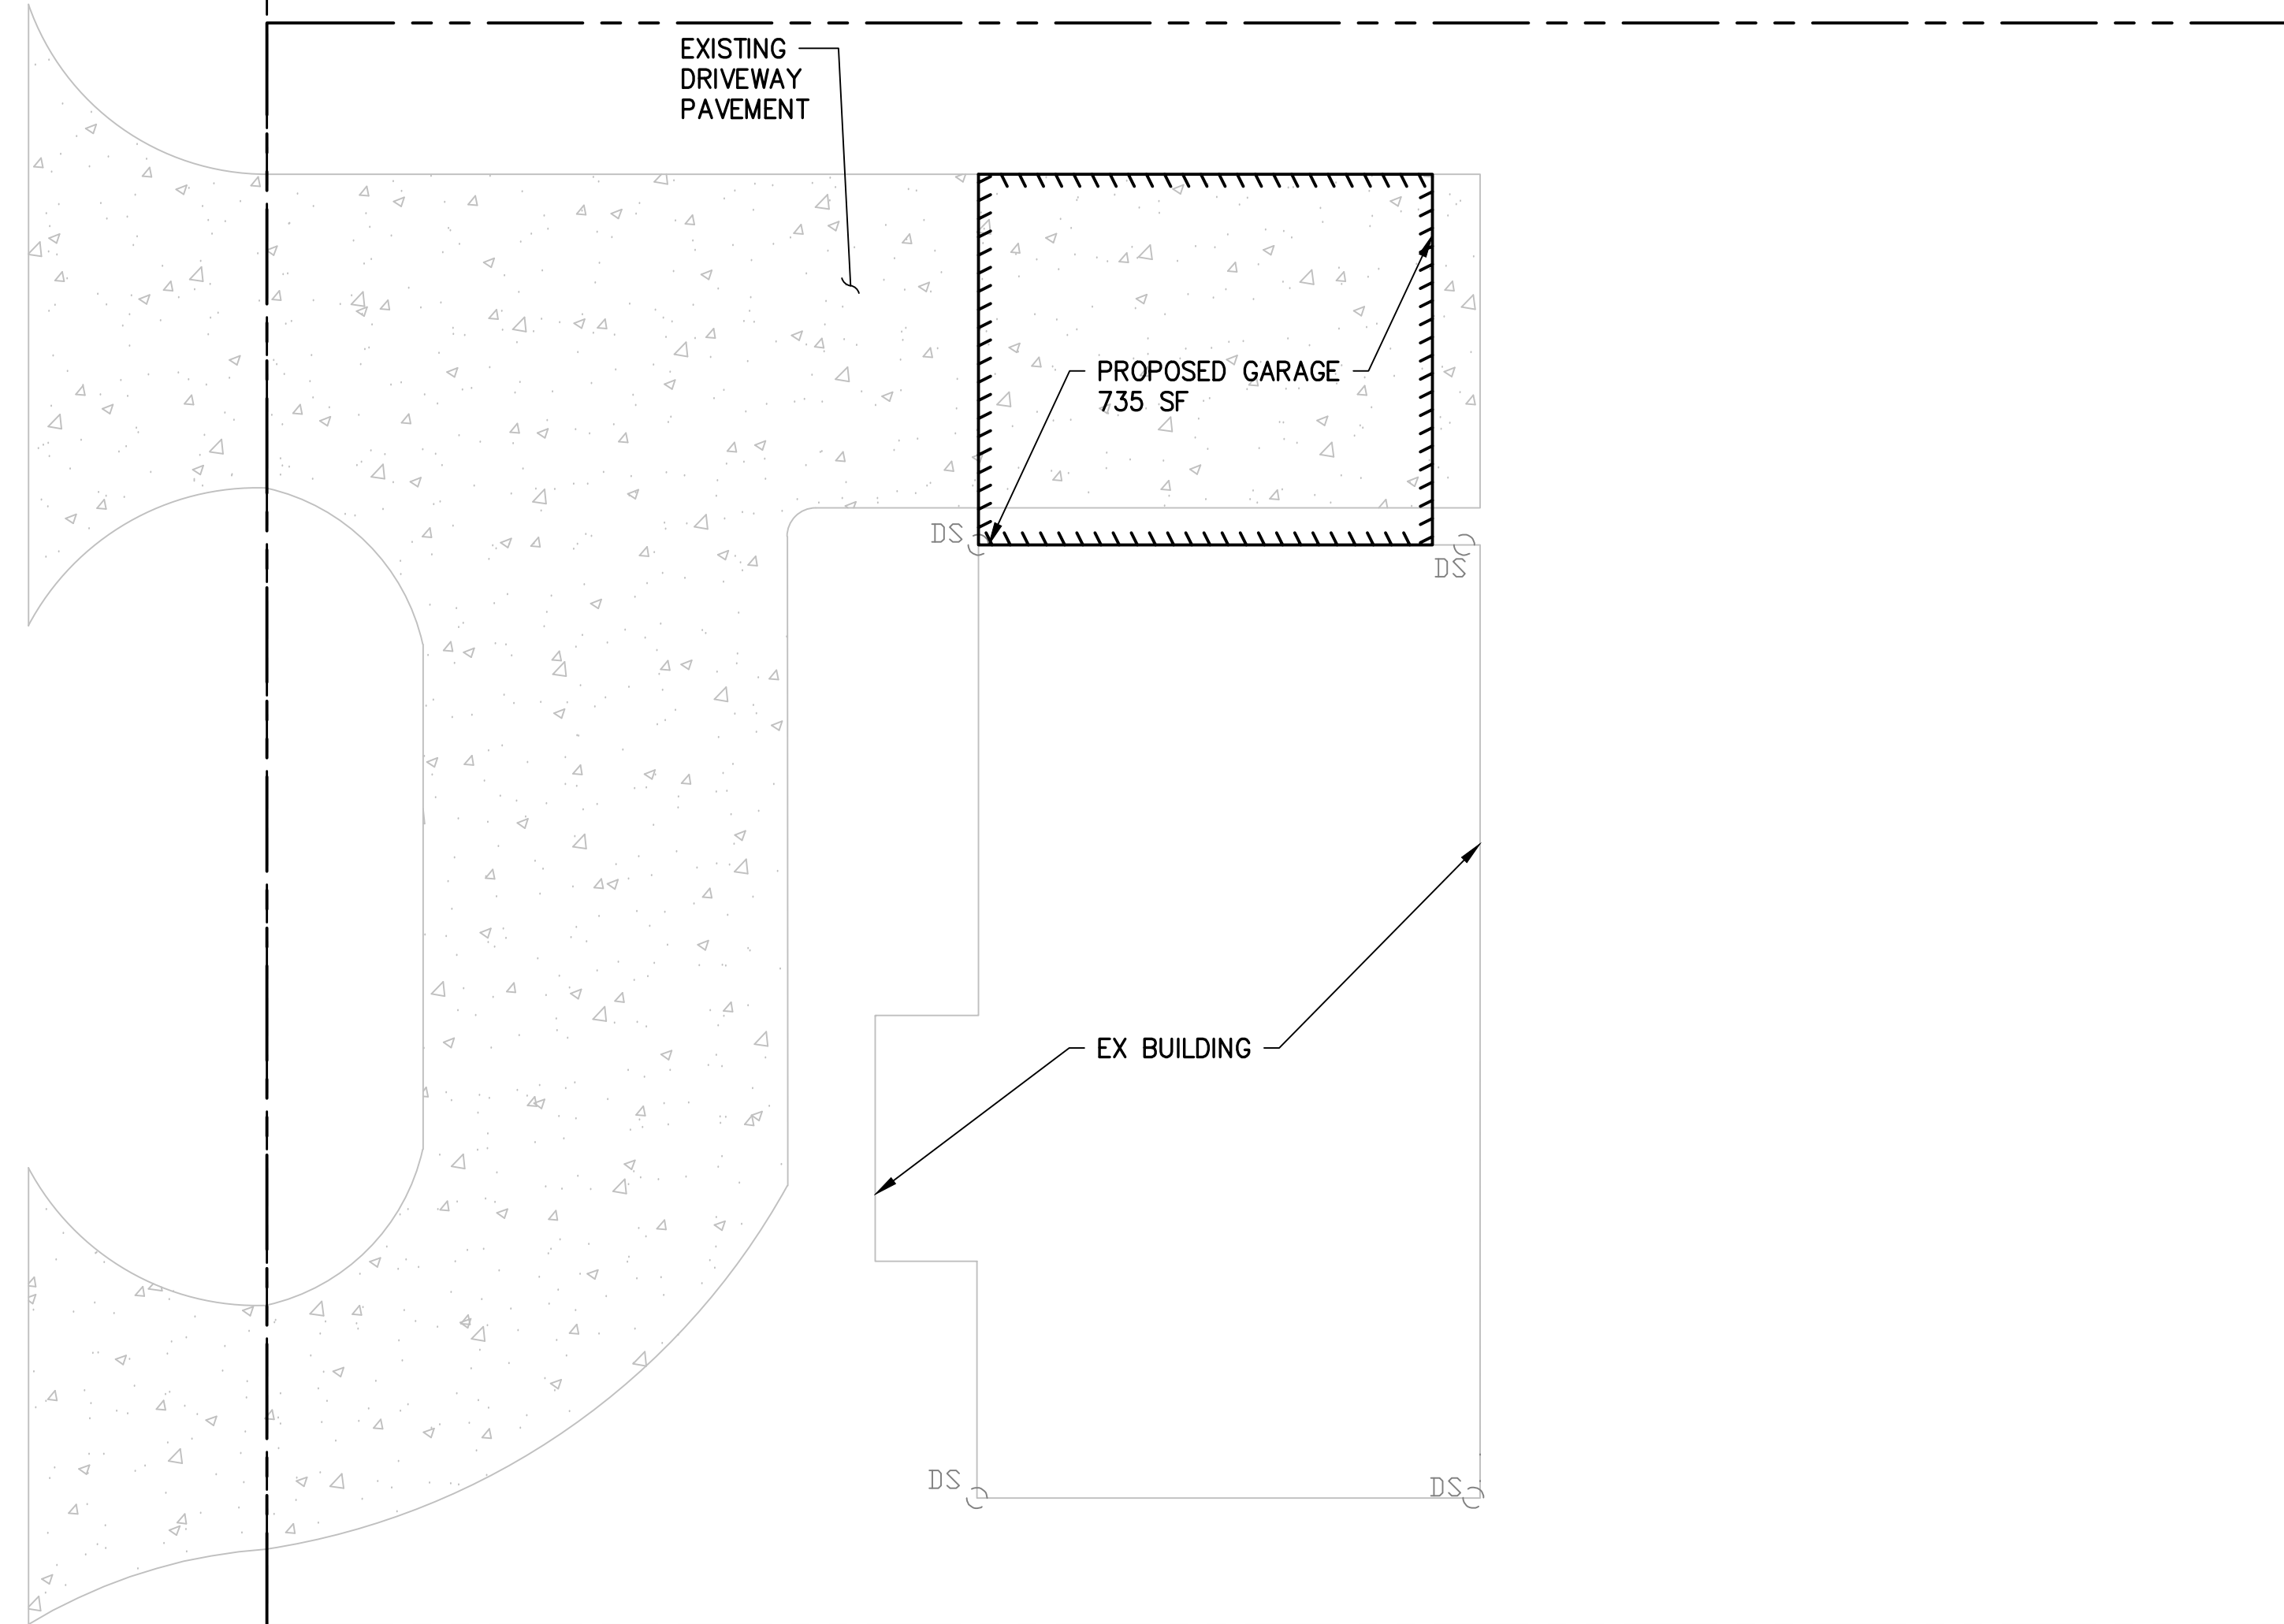 EXISTING
DRIVEWAY
PAVEMENT
PROPOSED GARAGE
735 SF
DS
DS
EX BUILDING
DS
DS